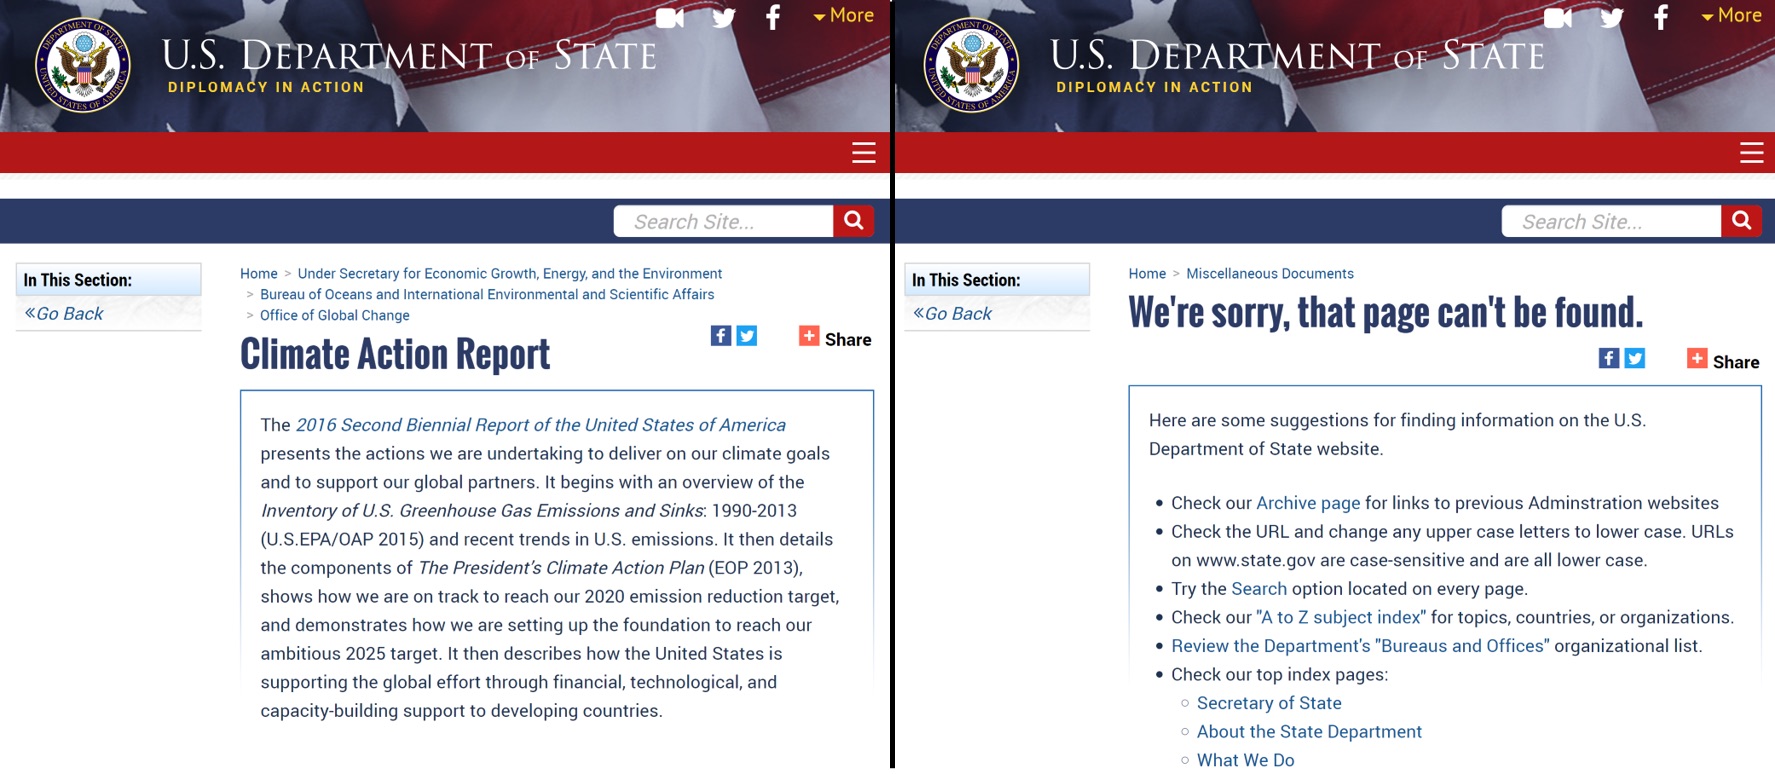 More
U.S. DEPARTMENT OF STATE
DIPLOMACY IN ACTION
Search Site...
In This Section:
«Go Back
Home > Under Secretary for Economic Growth, Energy, and the Environment
> Bureau of Oceans and International Environmental and Scientific Affairs
> Office of Global Change
Share
Climate Action Report
The 2016 Second Biennial Report of the United States of America
presents the actions we are undertaking to deliver on our climate goals
and to support our global partners. It begins with an overview of the
Inventory of U.S. Greenhouse Gas Emissions and Sinks: 1990-2013
(U.S.EPA/OAP 2015) and recent trends in U.S. emissions. It then details
the components of The President's Climate Action Plan (EOP 2013),
shows how we are on track to reach our 2020 emission reduction target,
and demonstrates how we are setting up the foundation to reach our
ambitious 2025 target. It then describes how the United States is
supporting the global effort through financial, technological, and
capacity-building support to developing countries.
More
U.S. DEPARTMENT OF STATE
DIPLOMACY IN ACTION
Search Site...
In This Section:
«Go Back
Home > Miscellaneous Documents
We're sorry, that page can't be found.
Share
Here are some suggestions for finding information on the U.S.
Department of State website.
• Check our Archive page for links to previous Adminstration websites
• Check the URL and change any upper case letters to lower case. URLs
on www.state.gov are case-sensitive and are all lower case.
• Try the Search option located on every page.
• Check our "A to Z subject index" for topics, countries, or organizations.
• Review the Department's "Bureaus and Offices" organizational list.
• Check our top index pages:
○ Secretary of State
○ About the State Department
○ What We Do